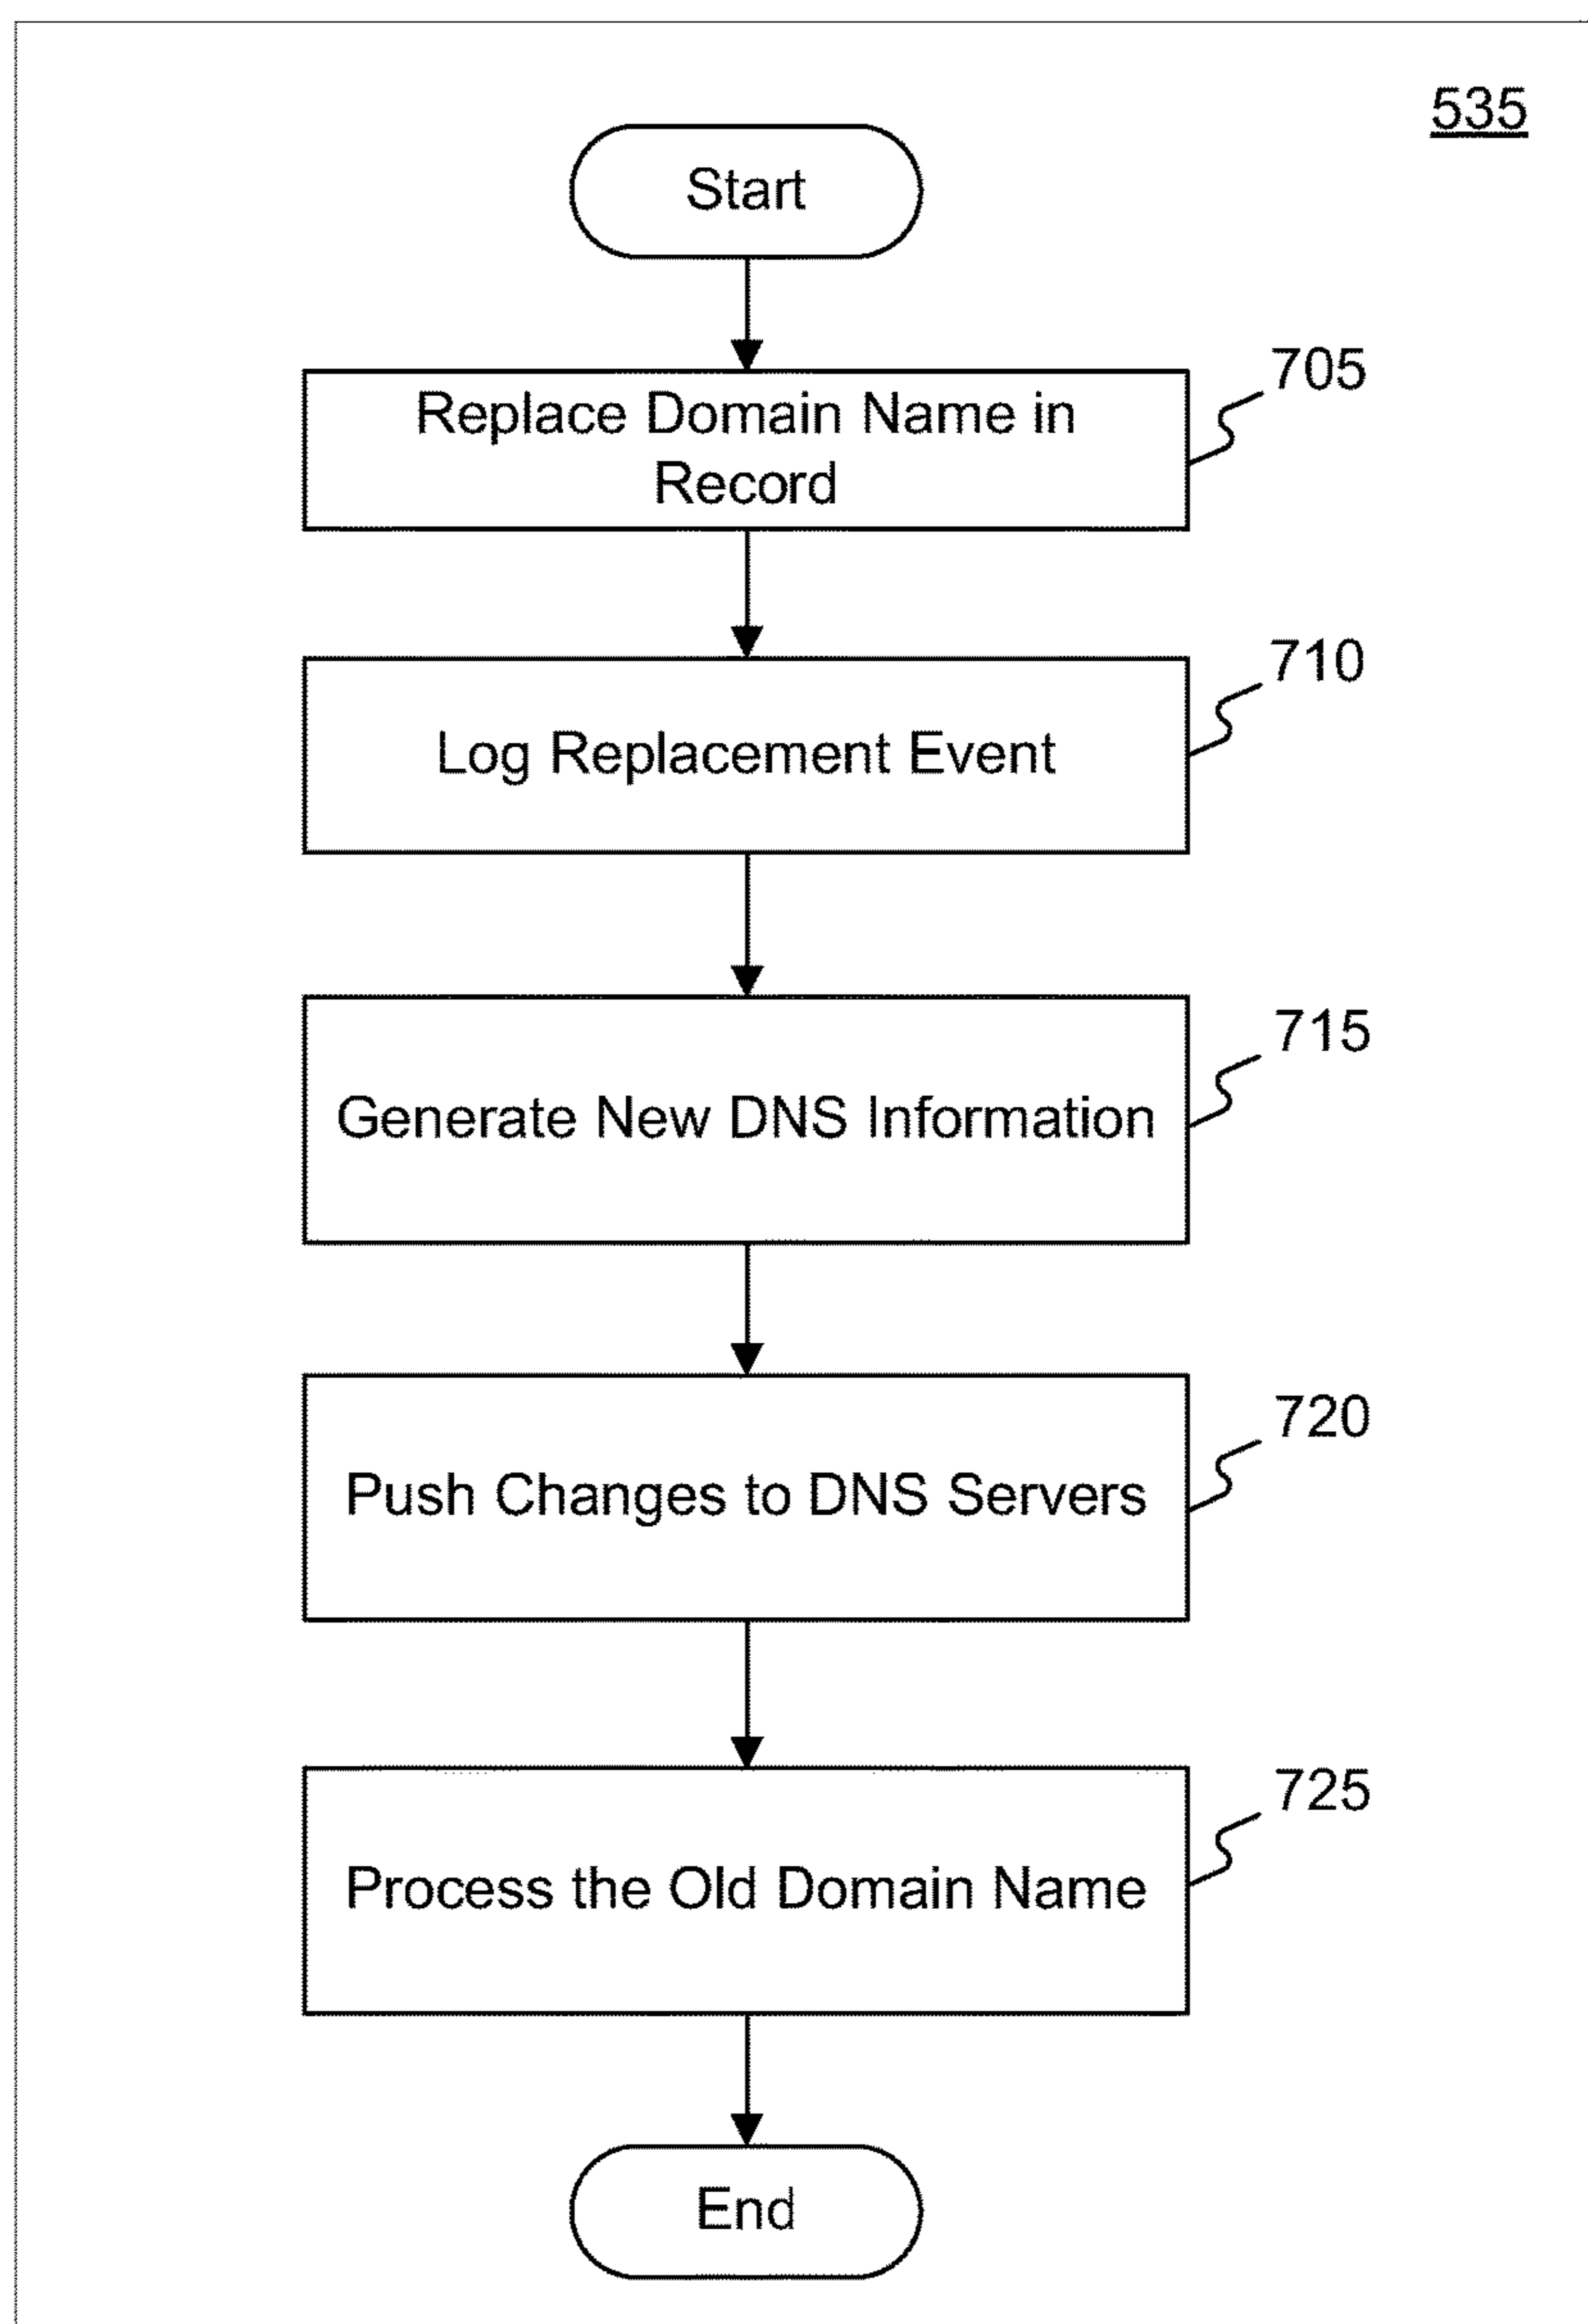 535
Start
705
Replace Domain Name in
Record
710
Log Replacement Event
715
Generate New DNS Information
720
Push Changes to DNS Servers
725
Process the Old Domain Name
End